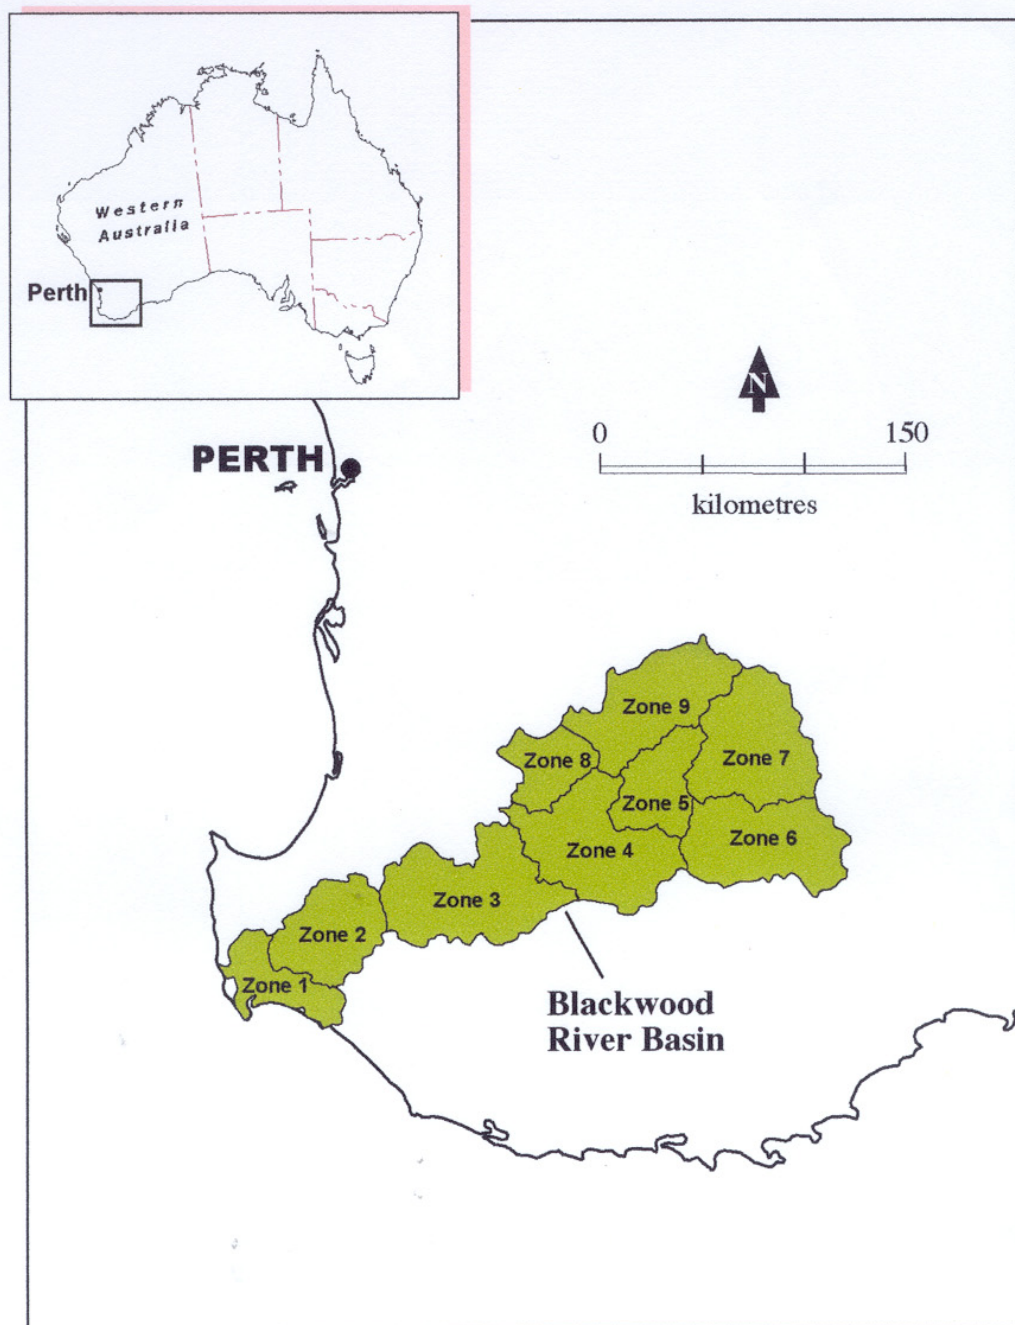 Western
Australia
Perth
N
PERTH
0 150
kilometres
Zone 9
Zone 8
Zone 7
Zone 5
Zone 6
Zone 4
Zone 3
Zone 2
Zone 1
Blackwood
River Basin